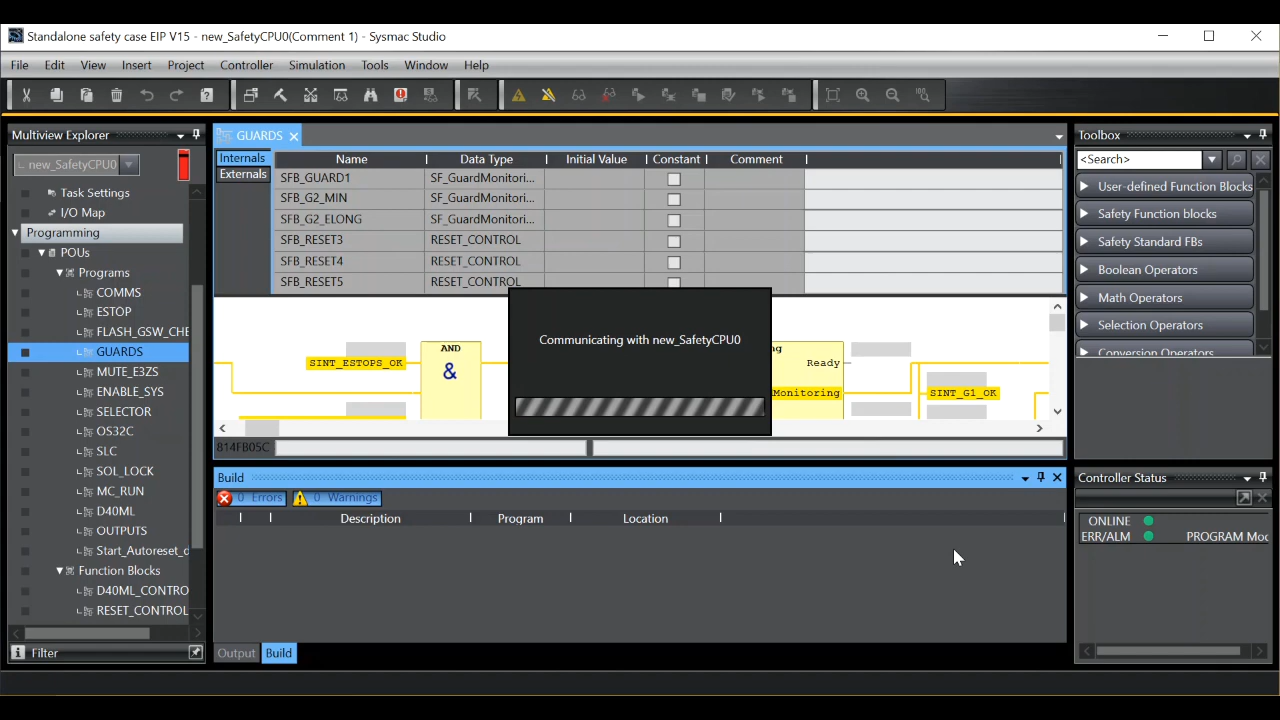 Standalone safety case EIP V15 - new_SafetyCPU0(Comment 1) - Sysmac Studio
File Edit View Insert Project Controller Simulation Tools Window Help
Multiview Explorer
new_SafetyCPU0
Task Settings
I/O Map
Programming
POUs
Programs
COMMS
ESTOP
FLASH_GSW_CHE
GUARDS
MUTE_E3ZS
ENABLE_SYS
SELECTOR
OS32C
SLC
SOL_LOCK
MC_RUN
D40ML
OUTPUTS
Start_Autoreset_d
Function Blocks
D40ML_CONTRO
RESET_CONTROL
Filter
GUARDS
Internals
Externals
Name Data Type Initial Value Constant Comment
SFB_GUARD1 SF_GuardMonitori...
SFB_G2_MIN SF_GuardMonitori...
SFB_G2_ELONG SF_GuardMonitori...
SFB_RESET3 RESET_CONTROL
SFB_RESET4 RESET_CONTROL
SFB_RESET5 RESET_CONTROL
SINT_ESTOPS_OK
AND
&
Communicating with new_SafetyCPU0
ng
Ready
Monitoring
SINT_G1_OK
814FB05C
Build
0 Errors 0 Warnings
Description Program Location
Output Build
Toolbox
<Search>
User-defined Function Blocks
Safety Function blocks
Safety Standard FBs
Boolean Operators
Math Operators
Selection Operators
Conversion Operators
Controller Status
ONLINE
ERR/ALM PROGRAM Moc